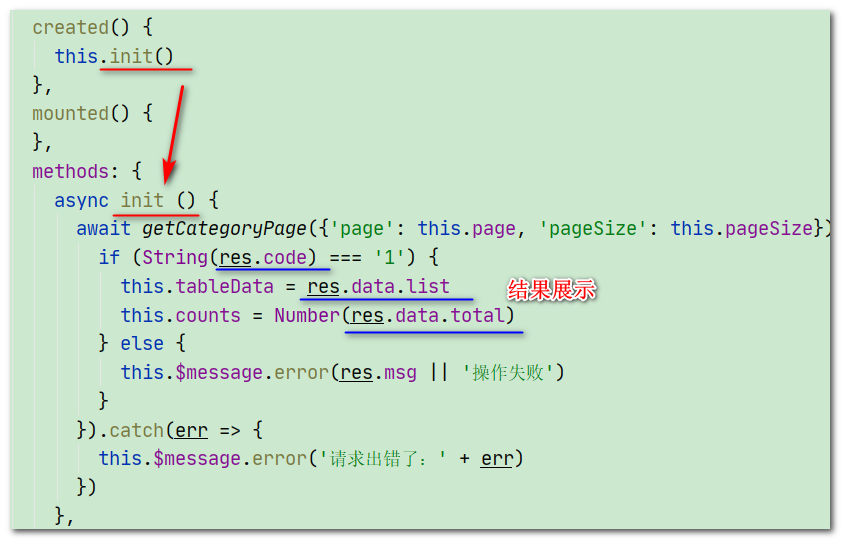 created() {
this.init()
},
mounted() {
},
methods: {
async init () {
await getCategoryPage({'page': this.page, 'pageSize': this.pageSize})
if (String(res.code) === '1') {
this.tableData = res.data.list
this.counts = Number(res.data.total)
结果展示
} else {
this.$message.error(res.msg || '操作失败')
}
}).catch(err => {
this.$message.error('请求出错了：' + err)
})
},